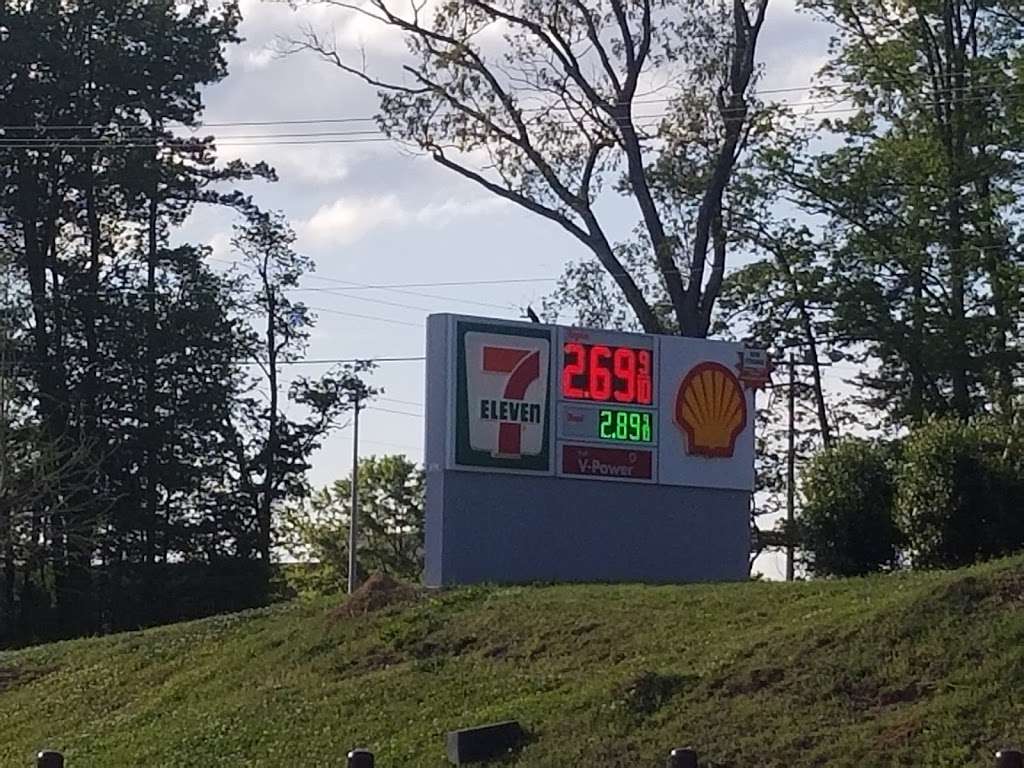 7
ELEVEN
2.69 9/10
Diesel
2.89 9/10
V-Power